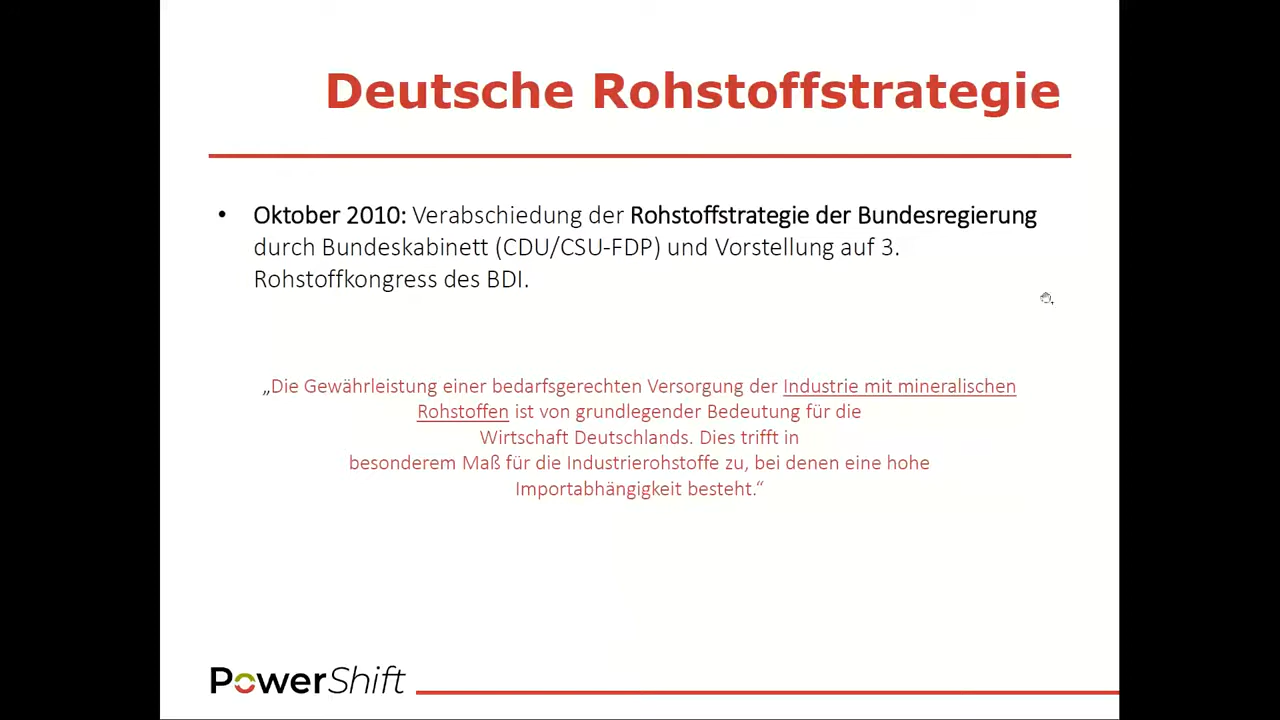 Deutsche Rohstoffstrategie
• Oktober 2010: Verabschiedung der Rohstoffstrategie der Bundesregierung
durch Bundeskabinett (CDU/CSU-FDP) und Vorstellung auf 3.
Rohstoffkongress des BDI.
„Die Gewährleistung einer bedarfsgerechten Versorgung der Industrie mit mineralischen
Rohstoffen ist von grundlegender Bedeutung für die
Wirtschaft Deutschlands. Dies trifft in
besonderem Maß für die Industrierohstoffe zu, bei denen eine hohe
Importabhängigkeit besteht.“
PowerShift